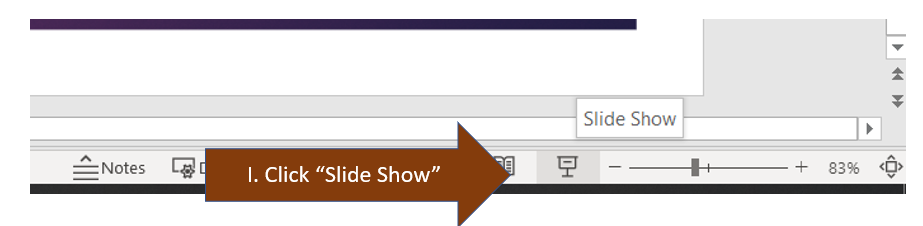 Slide Show
Notes
I. Click “Slide Show”
83%